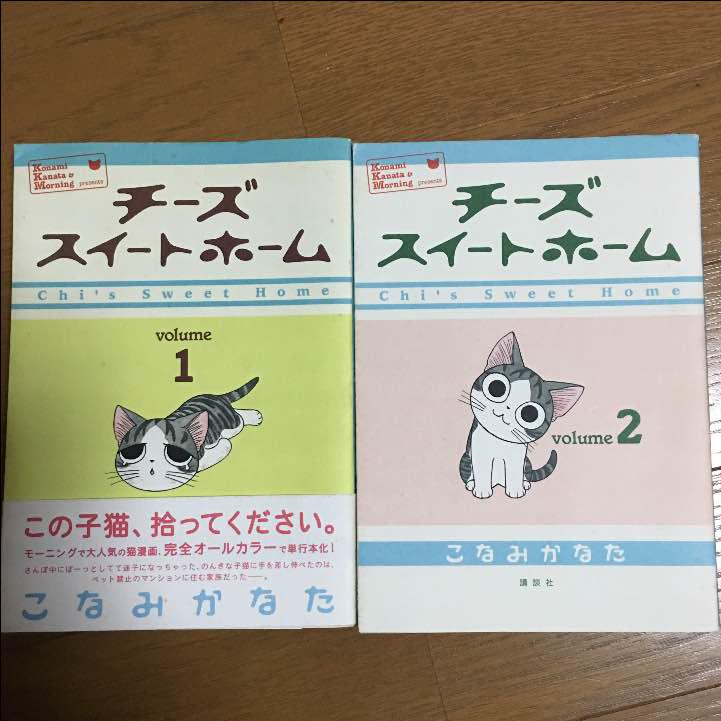 Konami
Kanata &
Morning presents
チーズ
スイートホーム
Chi's Sweet Home
volume
1
この子猫、拾ってください。
モーニングで大人気の猫漫画、完全オールカラーで単行本化!
さんぽ中にぼーっとしてて迷子になっちゃった、のんきな子猫に手を差し伸べたのは、
ペット禁止のマンションに住む家族だった——。
こなみかなた
Konami
Kanata &
Morning presents
チーズ
スイートホーム
Chi's Sweet Home
volume 2
こなみかなた
講談社